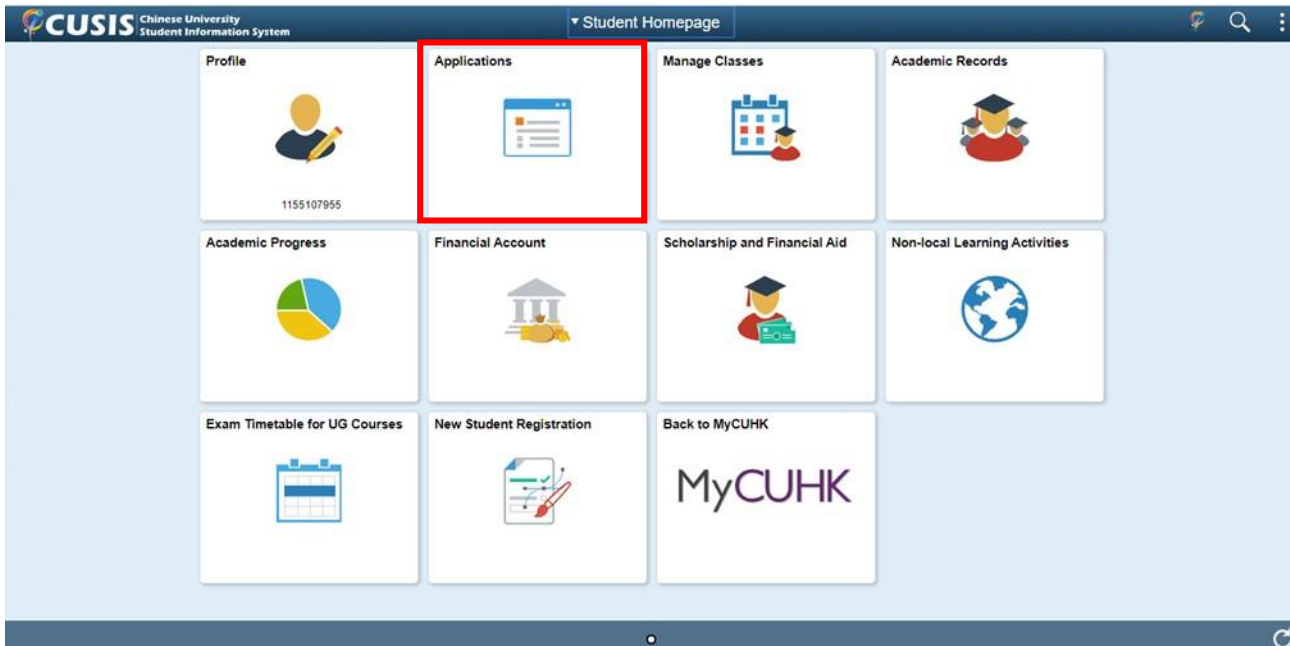 CUSIS Chinese University
Student Information System
Student Homepage
Profile
Applications
Manage Classes
Academic Records
1155107955
Academic Progress
Financial Account
Scholarship and Financial Aid
Non-local Learning Activities
Exam Timetable for UG Courses
New Student Registration
Back to MyCUHK
MyCUHK